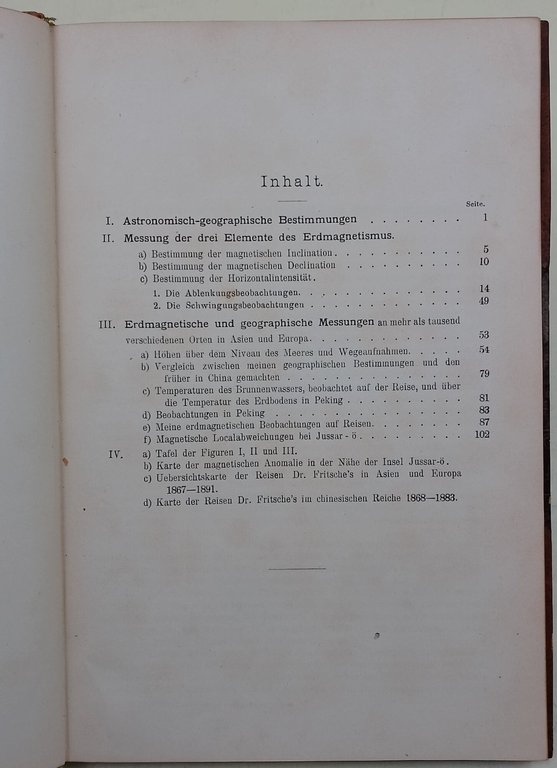 Inhalt.
Seite.
I. Astronomisch-geographische Bestimmungen . . . . . . . . 1
II. Messung der drei Elemente des Erdmagnetismus.
a) Bestimmung der magnetischen Inclination . . . . . . . . . . . 5
b) Bestimmung der magnetischen Declination . . . . . . . . . . 10
c) Bestimmung der Horizontalintensität.
1. Die Ablenkungsbeobachtungen. . . . . . . . . . . . . . 14
2. Die Schwingungsbeobachtungen . . . . . . . . . . . . . 49
III. Erdmagnetische und geographische Messungen an mehr als tausend
verschiedenen Orten in Asien und Europa. . . . . . . . . . . . . 53
a) Höhen über dem Niveau des Meeres und Wegeaufnahmen. . . . . 54
b) Vergleich zwischen meinen geographischen Bestimmungen und den
früher in China gemachten . . . . . . . . . . . . . . 79
c) Temperaturen des Brunnenwassers, beobachtet auf der Reise, und über
die Temperatur des Erdbodens in Peking . . . . . . . . . . 81
d) Beobachtungen in Peking . . . . . . . . . . . . . . . 83
e) Meine erdmagnetischen Beobachtungen auf Reisen. . . . . . . . 87
f) Magnetische Localabweichungen bei Jussar-ö . . . . . . . . . 102
IV. a) Tafel der Figuren I, II und III.
b) Karte der magnetischen Anomalie in der Nähe der Insel Jussar-ö.
c) Uebersichtskarte der Reisen Dr. Fritsche's in Asien und Europa
1867—1891.
d) Karte der Reisen Dr. Fritsche's im chinesischen Reiche 1868—1883.